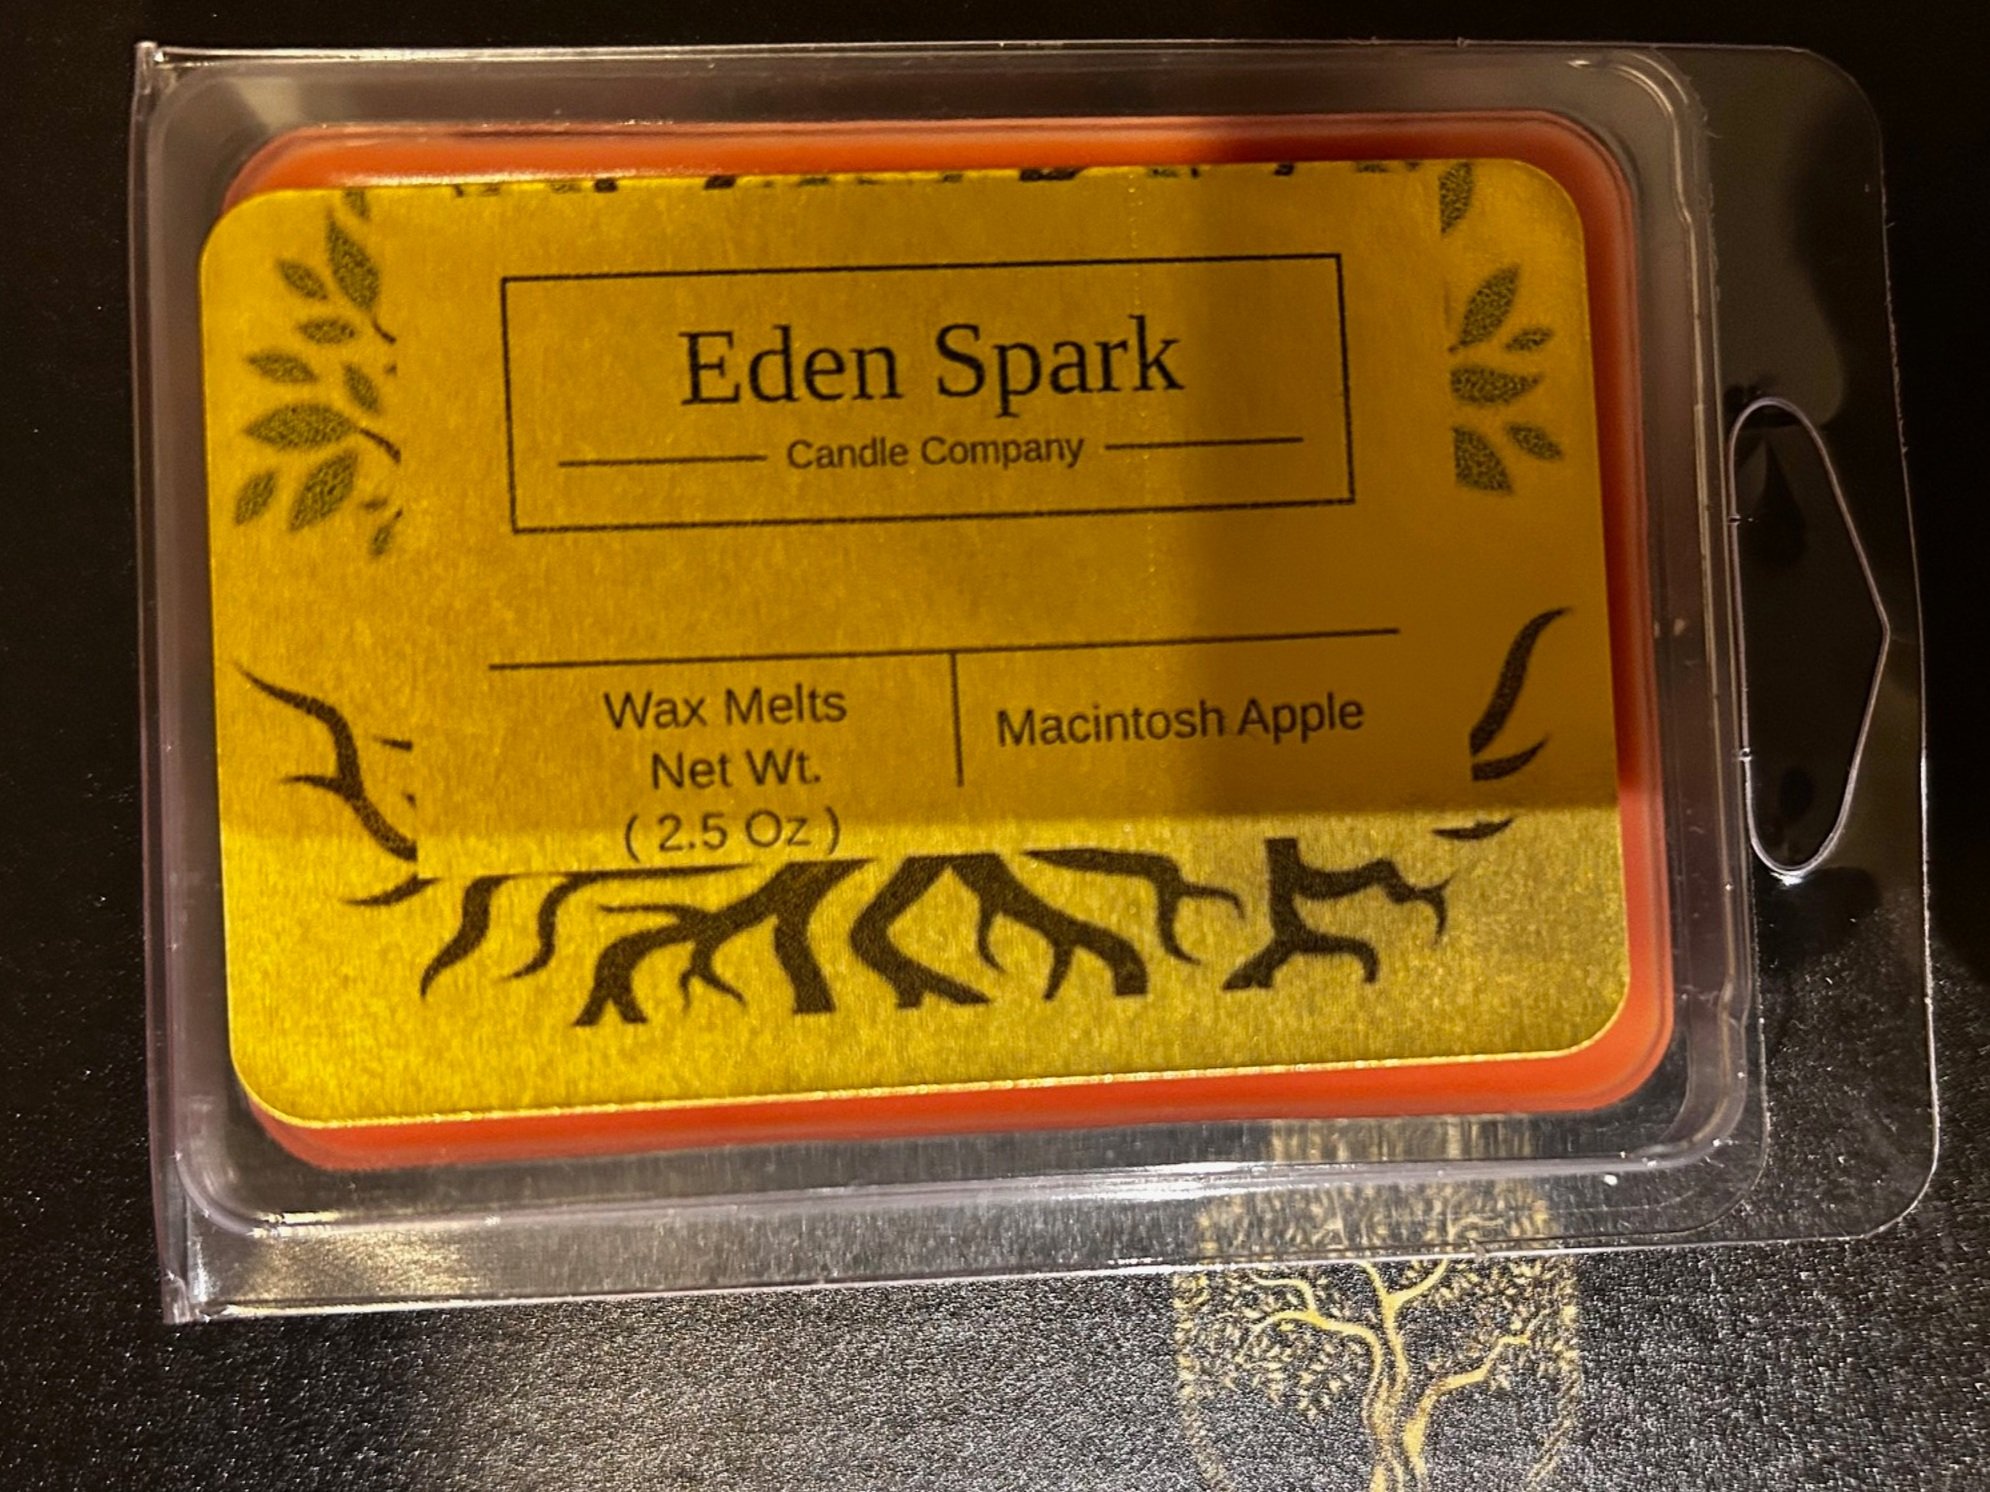 Eden Spark
Candle Company
Wax Melts
Net Wt.
( 2.5 Oz )
Macintosh Apple